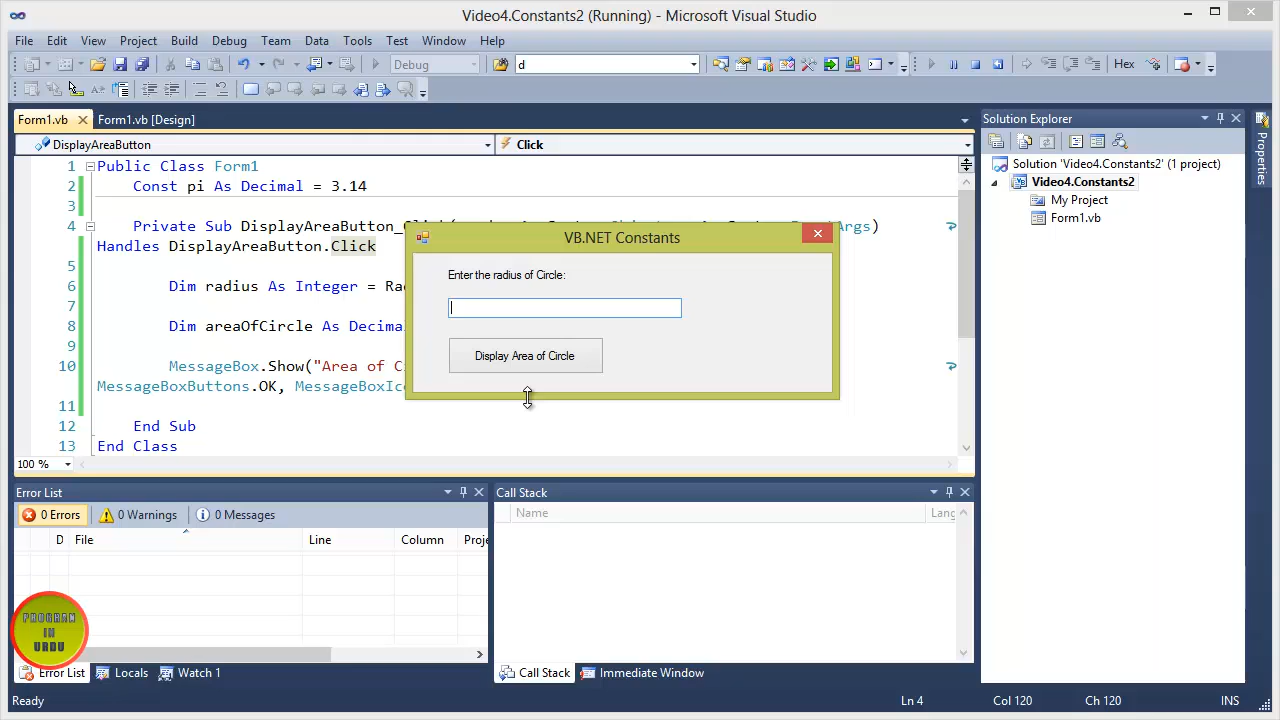 Video4.Constants2 (Running) - Microsoft Visual Studio
File Edit View Project Build Debug Team Data Tools Test Window Help
Debug d Hex
Form1.vb Form1.vb [Design] Solution Explorer
DisplayAreaButton Click
1 Public Class Form1
2 Const pi As Decimal = 3.14
3
4 Private Sub DisplayAreaButton_
Handles DisplayAreaButton.Click
5
6 Dim radius As Integer =
7
8 Dim areaOfCircle As
9
10 MessageBox.Show("Area of
MessageBoxButtons.OK,
11
12 End Sub
13 End Class
100 %
VB.NET Constants
Enter the radius of Circle:
Display Area of Circle
Solution 'Video4.Constants2' (1 project)
Video4.Constants2
My Project
Form1.vb
Properties
Error List
0 Errors 0 Warnings 0 Messages
D File Line Column
Call Stack
Name
PROGRAM
IN
URDU
Error List Locals Watch 1
Call Stack Immediate Window
Ready Ln 4 Col 120 Ch 120 INS